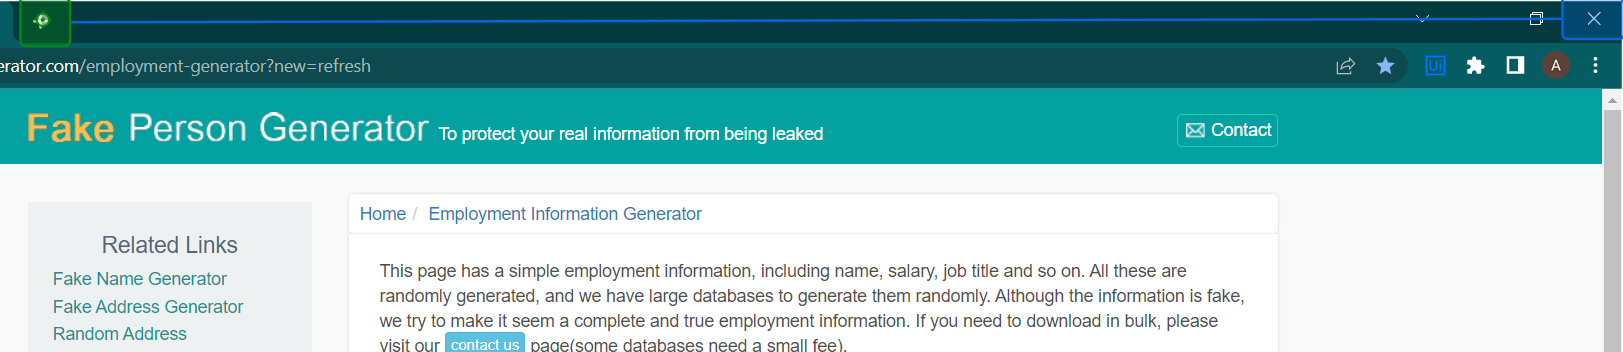 erator.com/employment-generator?new=refresh
Ui
A
Fake Person Generator To protect your real information from being leaked
Contact
Home / Employment Information Generator
Related Links
Fake Name Generator
Fake Address Generator
Random Address
This page has a simple employment information, including name, salary, job title and so on. All these are
randomly generated, and we have large databases to generate them randomly. Although the information is fake,
we try to make it seem a complete and true employment information. If you need to download in bulk, please
visit our contact us page(some databases need a small fee).